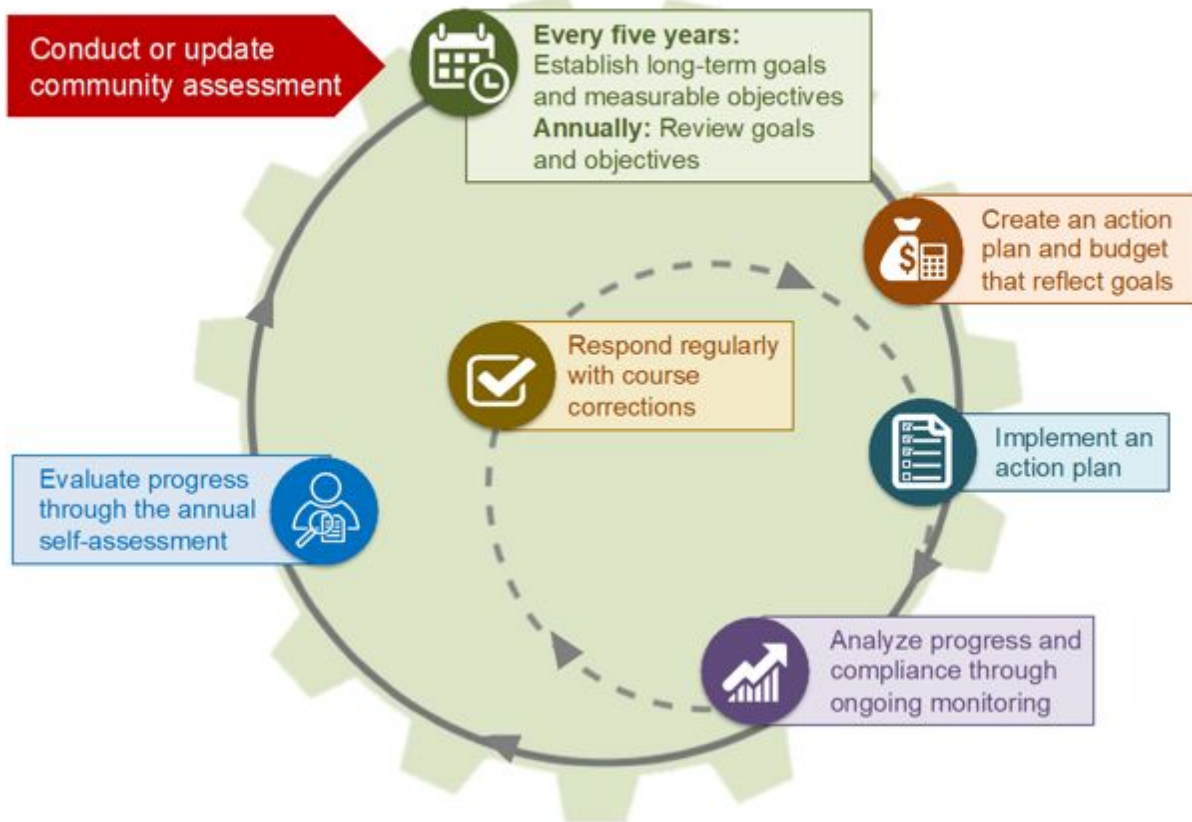 Conduct or update
community assessment
Every five years:
Establish long-term goals
and measurable objectives
Annually: Review goals
and objectives
$
Create an action
plan and budget
that reflect goals
Respond regularly
with course
corrections
Implement an
action plan
Evaluate progress
through the annual
self-assessment
Analyze progress and
compliance through
ongoing monitoring